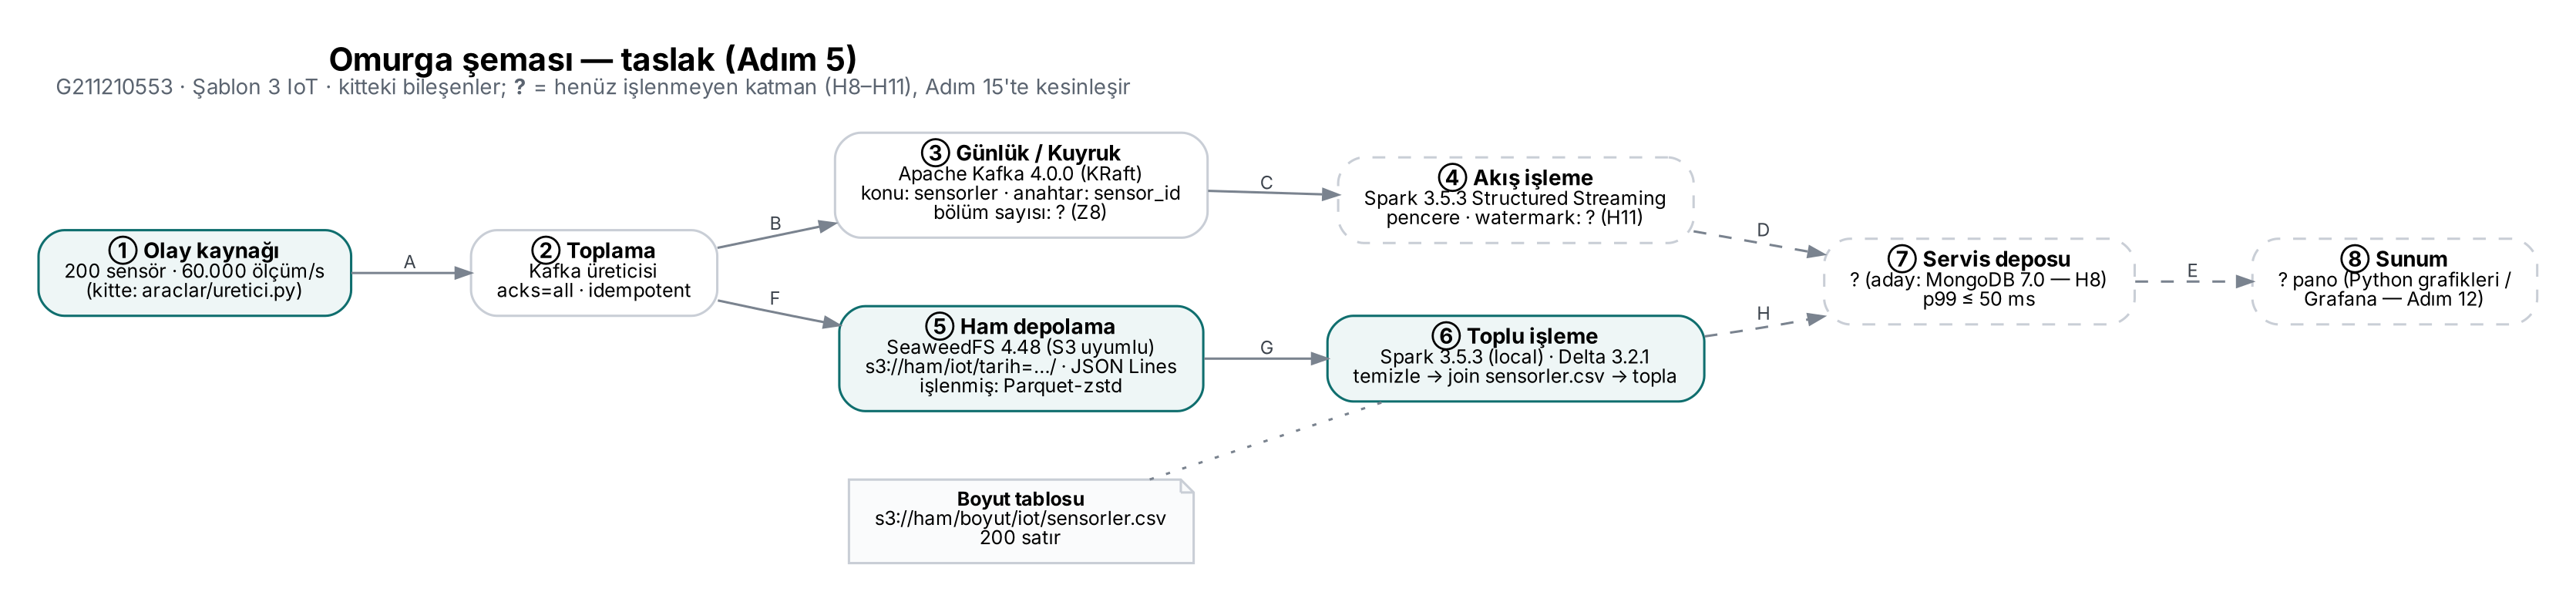 Omurga şeması — taslak (Adım 5)
G211210553 · Şablon 3 IoT · kitteki bileşenler; ? = henüz işlenmeyen katman (H8–H11), Adım 15'te kesinleşir
① Olay kaynağı
200 sensör · 60.000 ölçüm/s
(kitte: araclar/uretici.py)
A
② Toplama
Kafka üreticisi
acks=all · idempotent
B
F
③ Günlük / Kuyruk
Apache Kafka 4.0.0 (KRaft)
konu: sensorler · anahtar: sensor_id
bölüm sayısı: ? (Z8)
C
④ Akış işleme
Spark 3.5.3 Structured Streaming
pencere · watermark: ? (H11)
D
⑤ Ham depolama
SeaweedFS 4.48 (S3 uyumlu)
s3://ham/iot/tarih=.../ · JSON Lines
işlenmiş: Parquet-zstd
G
⑥ Toplu işleme
Spark 3.5.3 (local) · Delta 3.2.1
temizle → join sensorler.csv → topla
H
⑦ Servis deposu
? (aday: MongoDB 7.0 — H8)
p99 ≤ 50 ms
E
⑧ Sunum
? pano (Python grafikleri /
Grafana — Adım 12)
Boyut tablosu
s3://ham/boyut/iot/sensorler.csv
200 satır